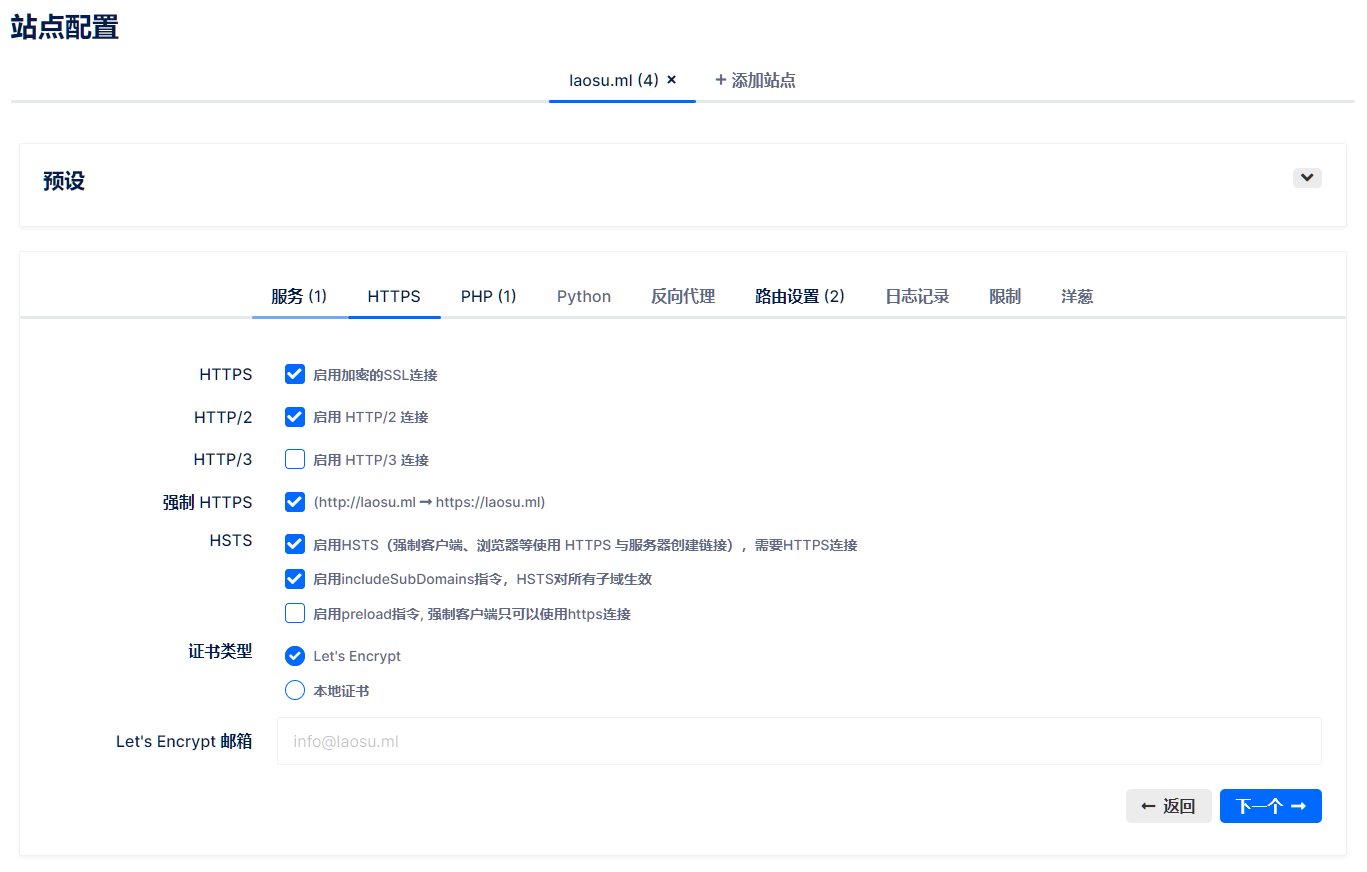 站点配置
laosu.ml (4) ×
+ 添加站点
预设
服务 (1) HTTPS PHP (1) Python 反向代理 路由设置 (2) 日志记录 限制 洋葱
HTTPS 启用加密的SSL连接
HTTP/2 启用 HTTP/2 连接
HTTP/3 启用 HTTP/3 连接
强制 HTTPS (http://laosu.ml ➞ https://laosu.ml)
HSTS 启用HSTS（强制客户端、浏览器等使用 HTTPS 与服务器创建链接），需要HTTPS连接
启用includeSubDomains指令，HSTS对所有子域生效
启用preload指令, 强制客户端只可以使用https连接
证书类型 Let's Encrypt
本地证书
Let's Encrypt 邮箱 info@laosu.ml
← 返回 下一个 →